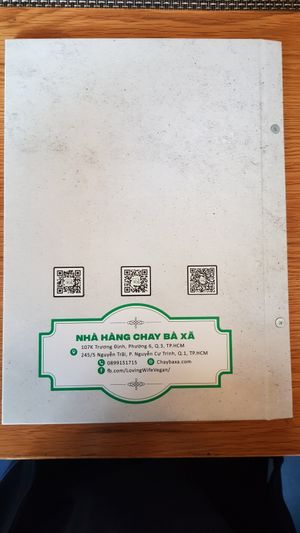 NHÀ HÀNG CHAY BÀ XÃ
107K Trương Định, Phường 6, Q.3, TP.HCM
245/5 Nguyễn Trãi, P. Nguyễn Cư Trinh, Q.1, TP.HCM
0899151715 Chaybaxa.com
fb.com/LovingWifeVegan/